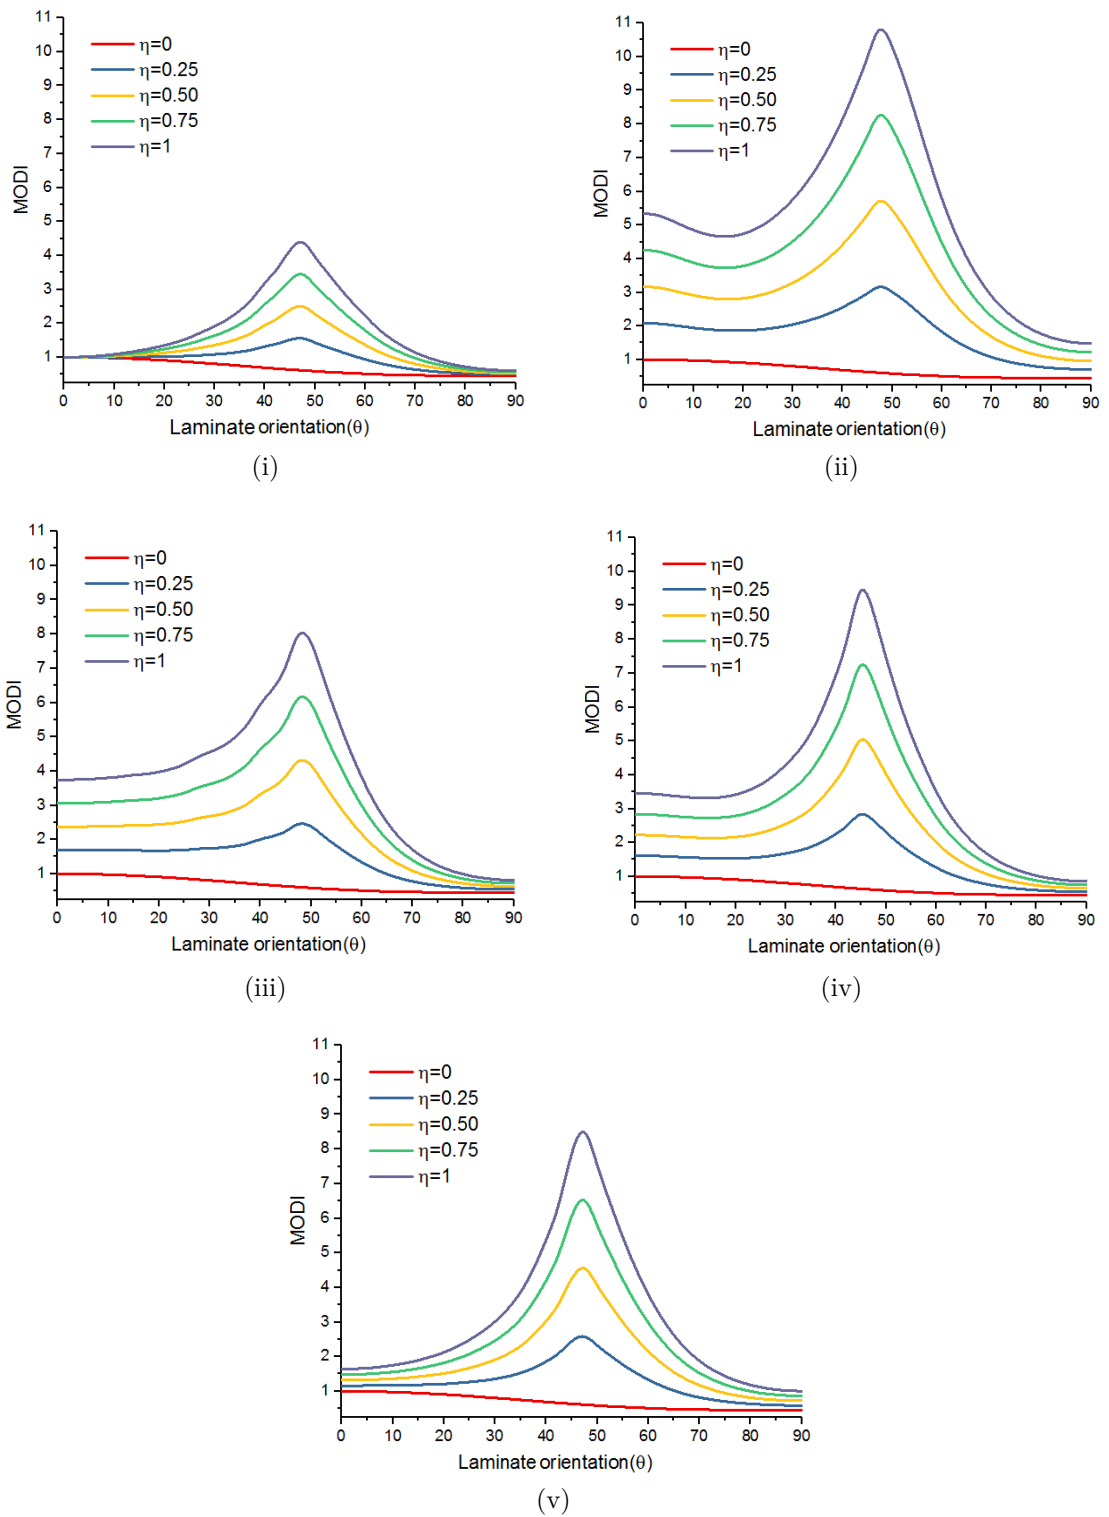 11
10
9
8
7
6
5
4
3
2
1
MODI
η=0
η=0.25
η=0.50
η=0.75
η=1
0 10 20 30 40 50 60 70 80 90
Laminate orientation(θ)
(i)
11
10
9
8
7
6
5
4
3
2
1
MODI
η=0
η=0.25
η=0.50
η=0.75
η=1
0 10 20 30 40 50 60 70 80 90
Laminate orientation(θ)
(ii)
11
10
9
8
7
6
5
4
3
2
1
MODI
η=0
η=0.25
η=0.50
η=0.75
η=1
0 10 20 30 40 50 60 70 80 90
Laminate orientation(θ)
(iii)
11
10
9
8
7
6
5
4
3
2
1
MODI
η=0
η=0.25
η=0.50
η=0.75
η=1
0 10 20 30 40 50 60 70 80 90
Laminate orientation(θ)
(iv)
11
10
9
8
7
6
5
4
3
2
1
MODI
η=0
η=0.25
η=0.50
η=0.75
η=1
0 10 20 30 40 50 60 70 80 90
Laminate orientation(θ)
(v)